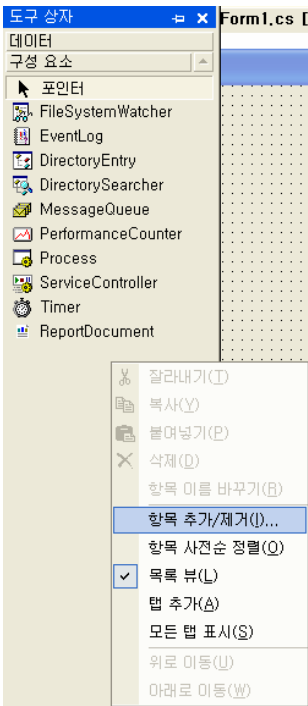 도구 상자
Form1.cs [
데이터
구성 요소
포인터
FileSystemWatcher
EventLog
DirectoryEntry
DirectorySearcher
MessageQueue
PerformanceCounter
Process
ServiceController
Timer
ReportDocument
잘라내기(T)
복사(Y)
붙여넣기(P)
삭제(D)
항목 이름 바꾸기(R)
항목 추가/제거(I)...
항목 사전순 정렬(O)
목록 뷰(L)
탭 추가(A)
모든 탭 표시(S)
위로 이동(U)
아래로 이동(W)